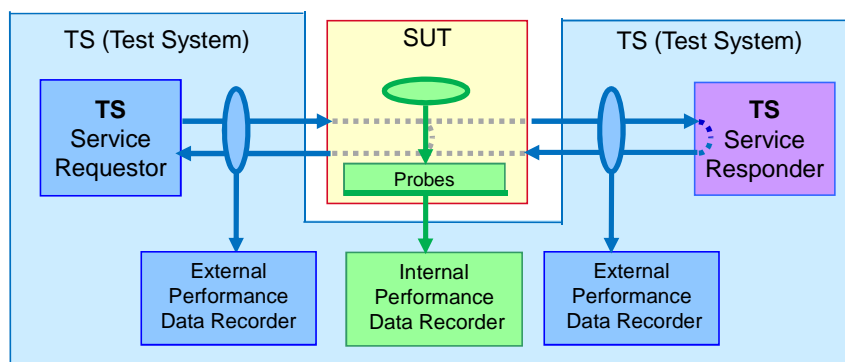 TS (Test System)
SUT
TS (Test System)
TS
Service
Requestor
TS
Service
Responder
Probes
External
Performance
Data Recorder
Internal
Performance
Data Recorder
External
Performance
Data Recorder